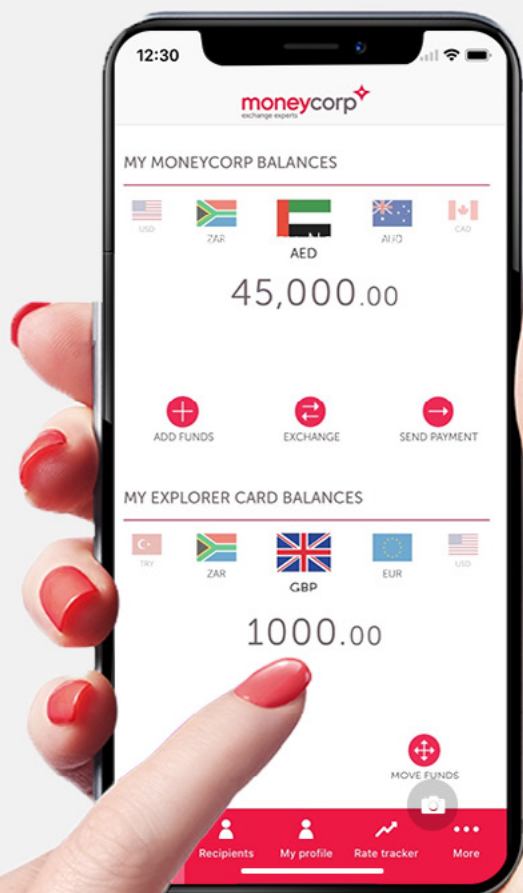 12:30
moneycorp
exchange experts
MY MONEYCORP BALANCES
USD ZAR AED AUD CAD
45,000.00
ADD FUNDS EXCHANGE SEND PAYMENT
MY EXPLORER CARD BALANCES
TRY ZAR GBP EUR USD
1000.00
MOVE FUNDS
Recipients My profile Rate tracker More